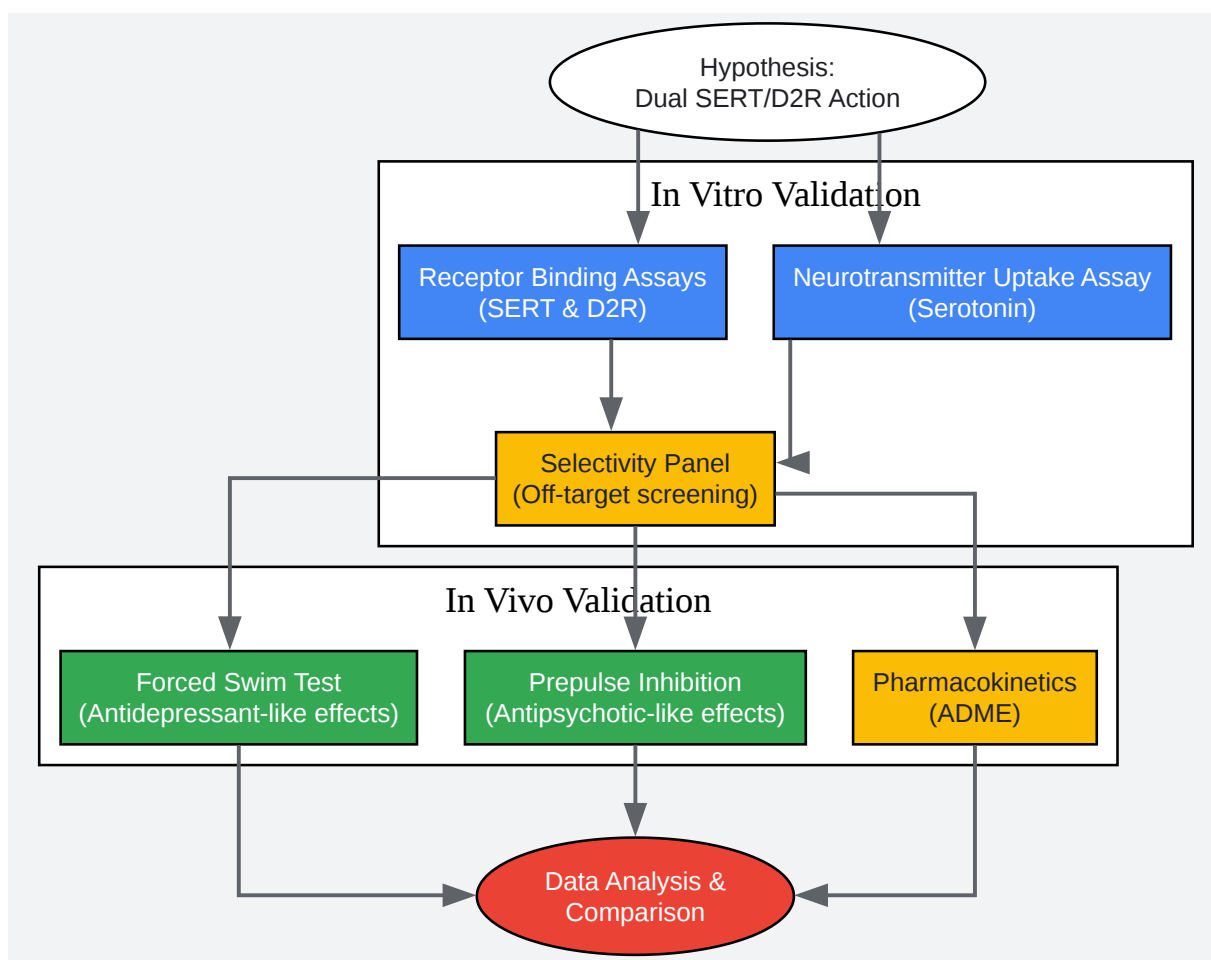 Hypothesis:
Dual SERT/D2R Action
In Vitro Validation
Receptor Binding Assays
(SERT & D2R)
Neurotransmitter Uptake Assay
(Serotonin)
Selectivity Panel
(Off-target screening)
In Vivo Validation
Forced Swim Test
(Antidepressant-like effects)
Prepulse Inhibition
(Antipsychotic-like effects)
Pharmacokinetics
(ADME)
Data Analysis &
Comparison